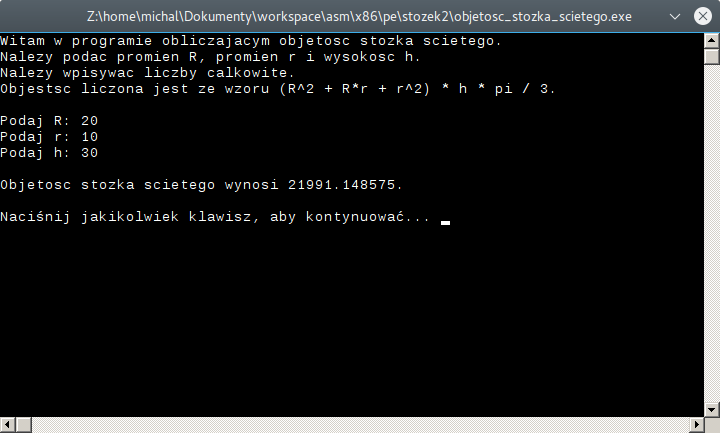 Z:\home\michal\Dokumenty\workspace\asm\x86\pe\stozek2\objetosc_stozka_scietego.exe
Witam w programie obliczajacym objetosc stozka scietego.
Nalezy podac promien R, promien r i wysokosc h.
Nalezy wpisywac liczby calkowite.
Objestsc liczona jest ze wzoru (R^2 + R*r + r^2) * h * pi / 3.
Podaj R: 20
Podaj r: 10
Podaj h: 30
Objetosc stozka scietego wynosi 21991.148575.
Naciśnij jakikolwiek klawisz, aby kontynuować...